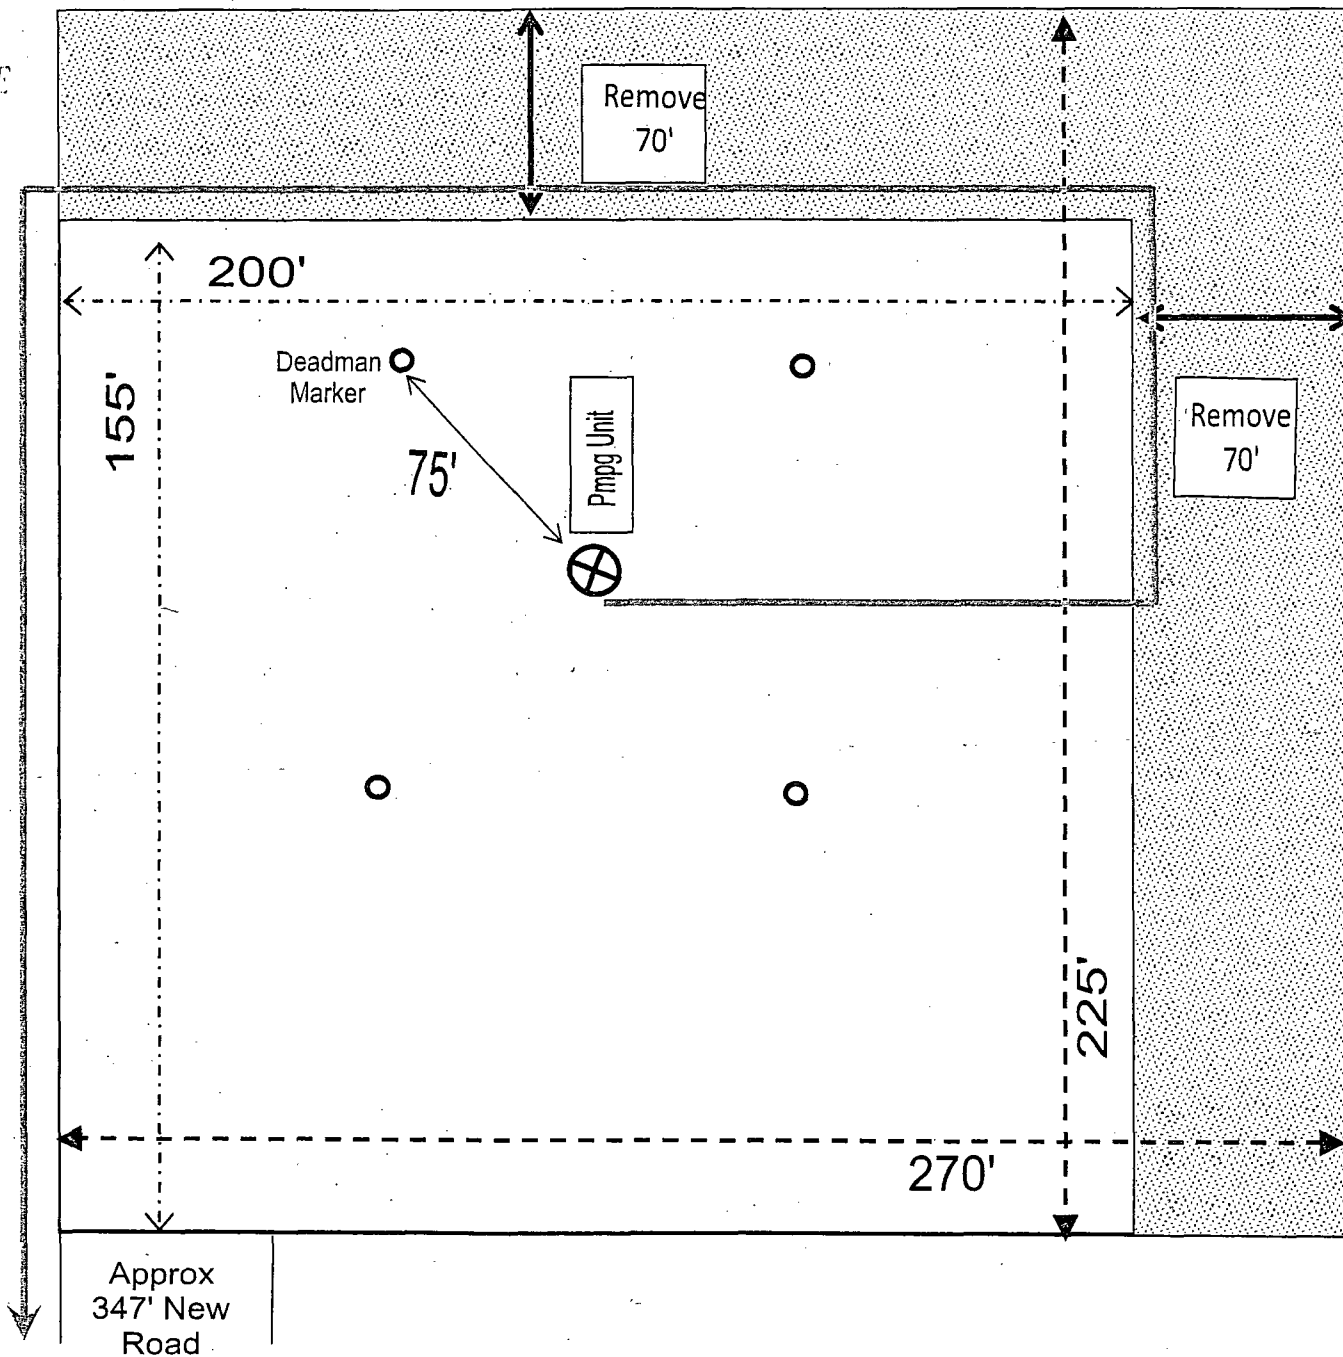 Remove
70'
200'
Deadman
Marker
155'
75'
Pmpg Unit
Remove
70'
225'
270'
Approx
347' New
Road